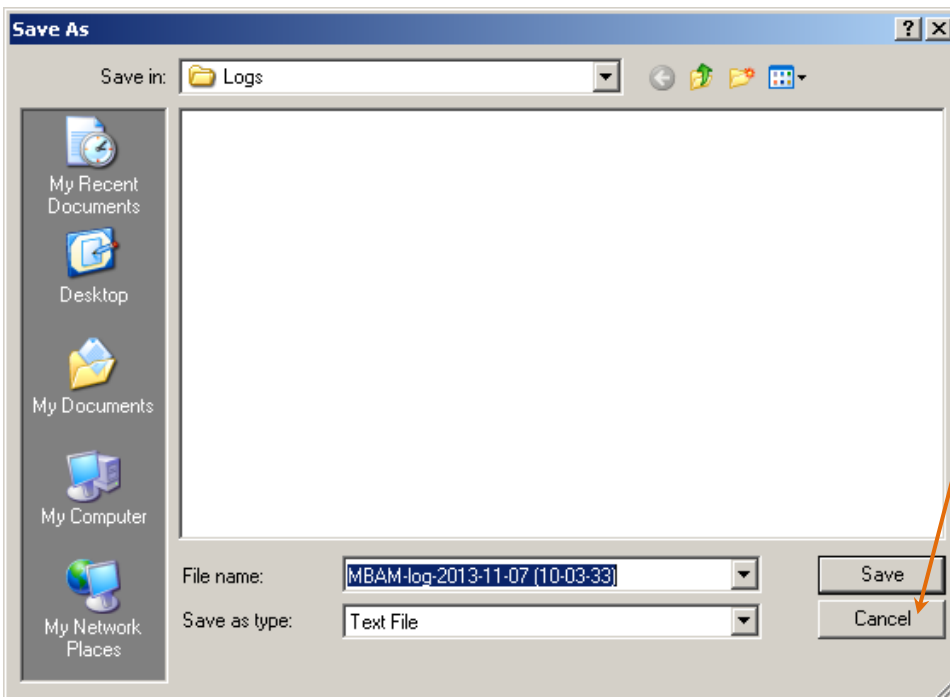 Save As
Save in: Logs
My Recent
Documents
Desktop
My Documents
My Computer
My Network
Places
File name: MBAM-log-2013-11-07 (10-03-33) Save
Save as type: Text File Cancel